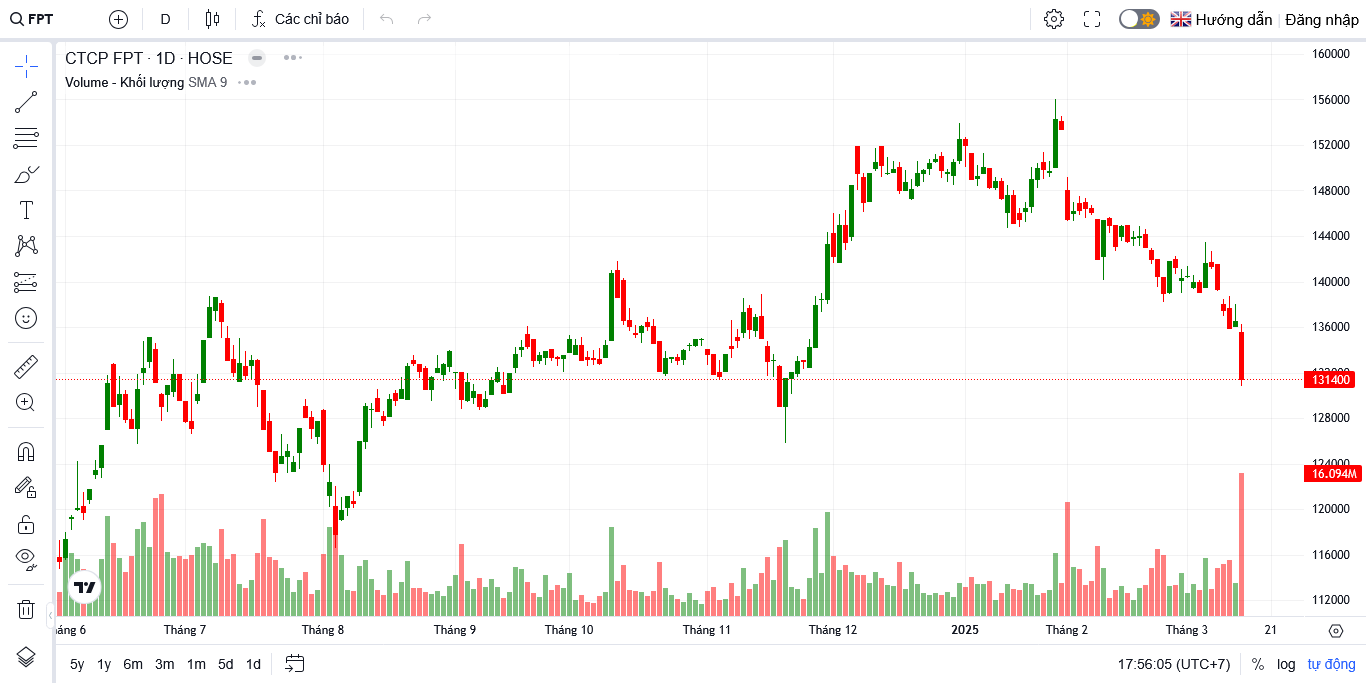 FPT D Các chỉ báo Hướng dẫn Đăng nhập
CTCP FPT · 1D · HOSE
Volume - Khối lượng SMA 9
160000
156000
152000
148000
144000
140000
136000
132000
131400
128000
124000
16.094M
120000
116000
112000
áng 6 Tháng 7 Tháng 8 Tháng 9 Tháng 10 Tháng 11 Tháng 12 2025 Tháng 2 Tháng 3 21
5y 1y 6m 3m 1m 5d 1d 17:56:05 (UTC+7) % log tự động